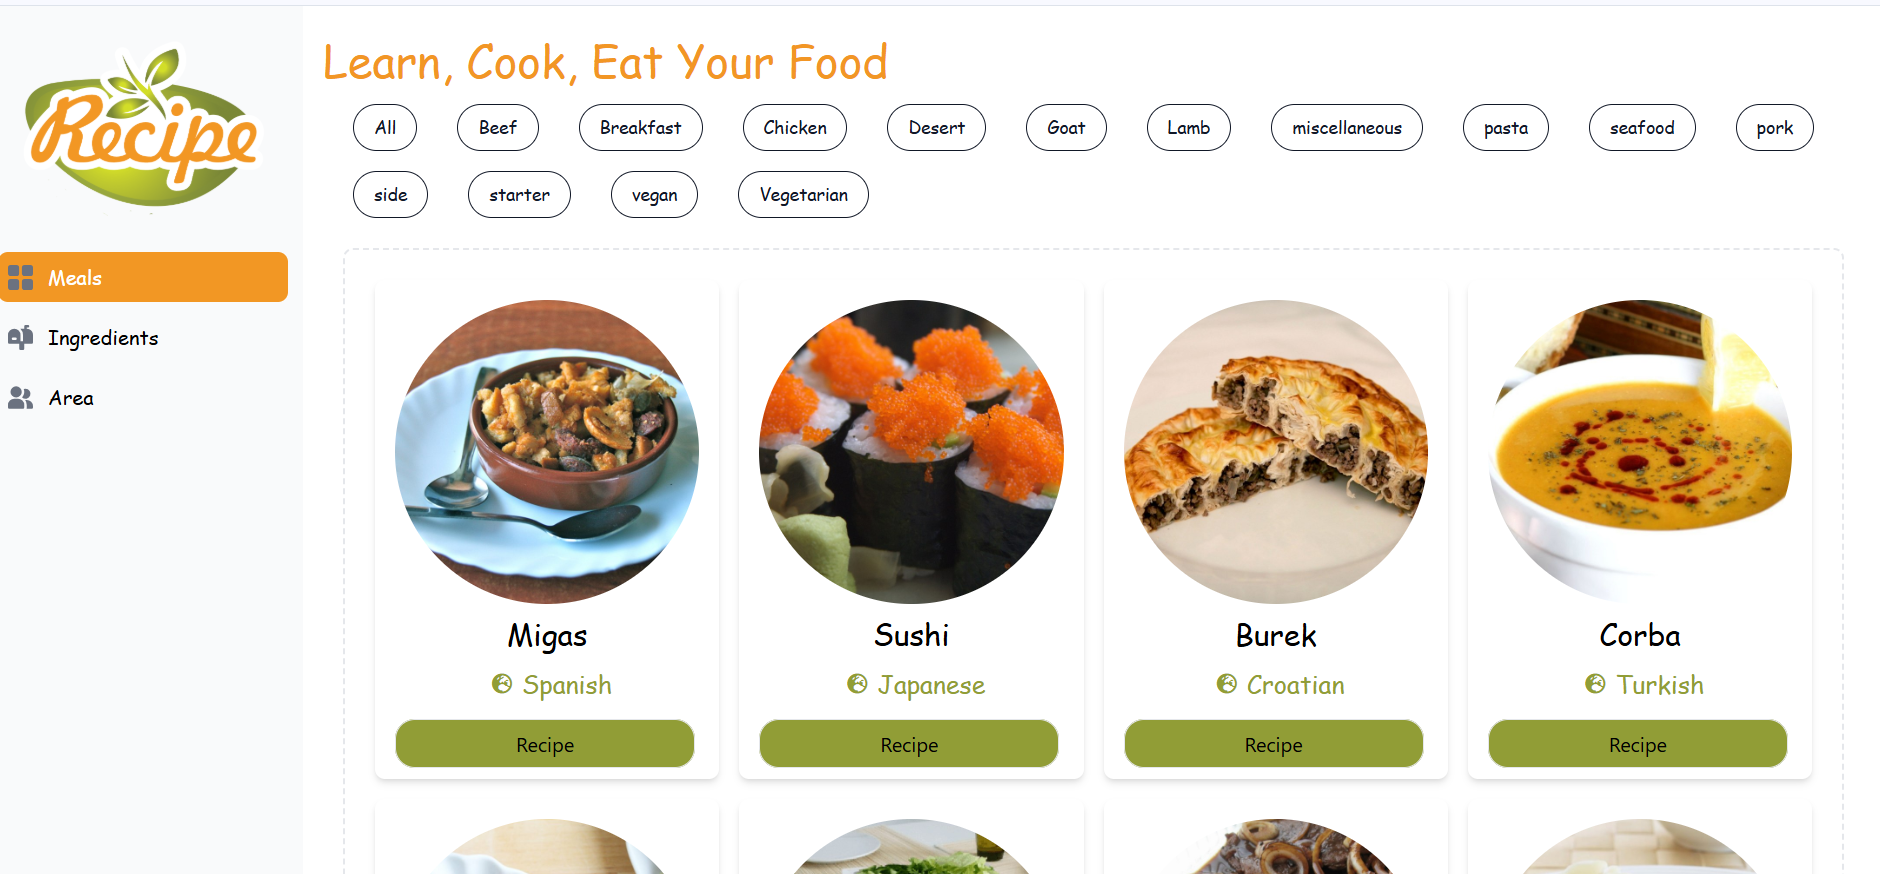 Recipe
Meals
Ingredients
Area
Learn, Cook, Eat Your Food
All Beef Breakfast Chicken Desert Goat Lamb miscellaneous pasta seafood pork
side starter vegan Vegetarian
Migas Sushi Burek Corba
Spanish Japanese Croatian Turkish
Recipe Recipe Recipe Recipe